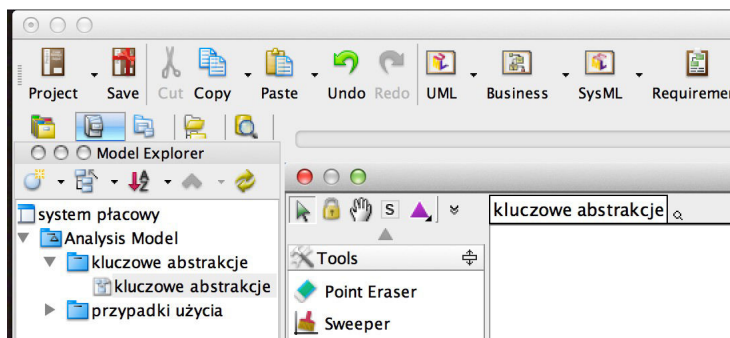 Project Save Cut Copy Paste Undo Redo UML Business SysML Requiremen
Model Explorer
system płacowy
Analysis Model
kluczowe abstrakcje
kluczowe abstrakcje
przypadki użycia
S
kluczowe abstrakcje
Tools
Point Eraser
Sweeper